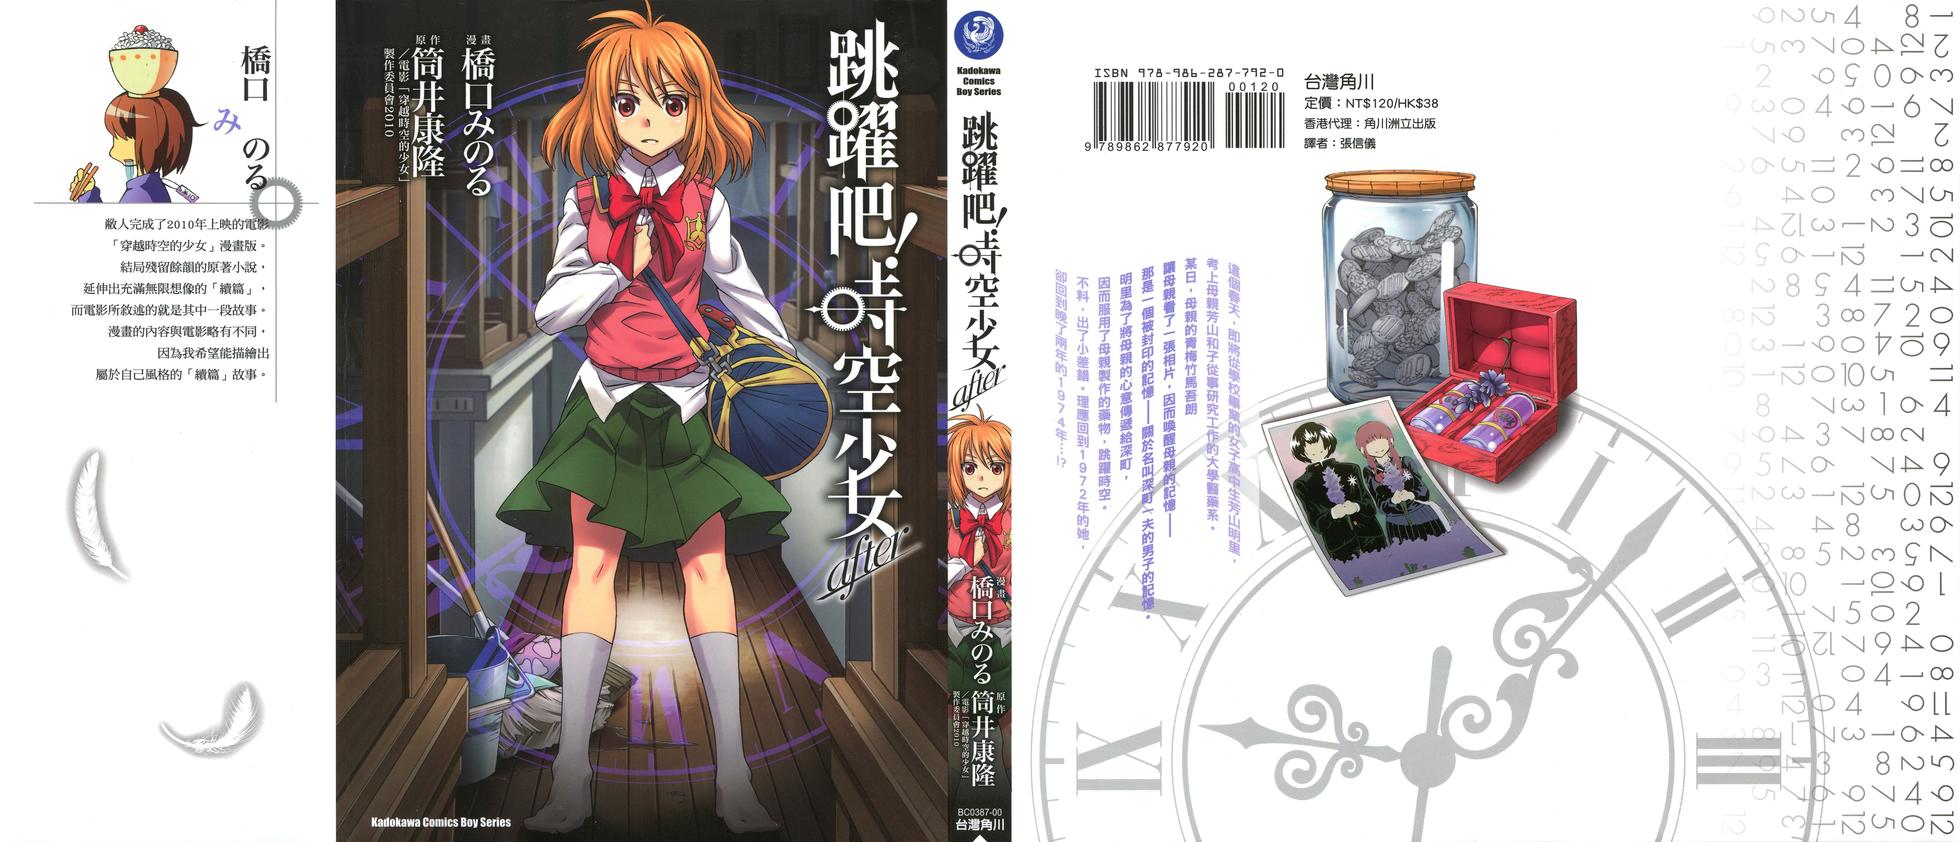 橋口みのる
敝人完成了2010年上映的電影
「穿越時空的少女」漫畫版。
結局殘留餘韻的原著小說，
延伸出充滿無限想像的「續篇」，
而電影所敘述的就是其中一段故事。
漫畫的內容與電影略有不同，
因為我希望能描繪出
屬於自己風格的「續篇」故事。
跳躍吧！時空少女
after
漫畫
橋口みのる
原作
筒井康隆
／電影「穿越時空的少女」
製作委員會2010
Kadokawa Comics Boy Series
Kadokawa
Comics
Boy Series
跳躍吧！時空少女
after
漫畫
橋口みのる
原作
筒井康隆
／電影「穿越時空的少女」
製作委員會2010
BC0387-00
台灣角川
ISBN 978-986-287-792-0
00120
9 789862 877920
台灣角川
定價：NT$120/HK$38
香港代理：角川洲立出版
譯者：張信儀
這個春天，即將從學校畢業的女子高中生芳山明里，
考上母親芳山和子從事研究工作的大學醫藥系。
某日，母親的青梅竹馬吾朗
讓母親看了一張相片，因而喚醒母親的記憶──
那是一個被封印的記憶──關於名叫深町一夫的男子的記憶。
明里為了將母親的心意傳遞給深町，
因而服用了母親製作的藥物，跳躍時空。
不料，出了小差錯。理應回到1972年的她，
卻回到晚了兩年的1974年…!?
IX
X
I
II
III